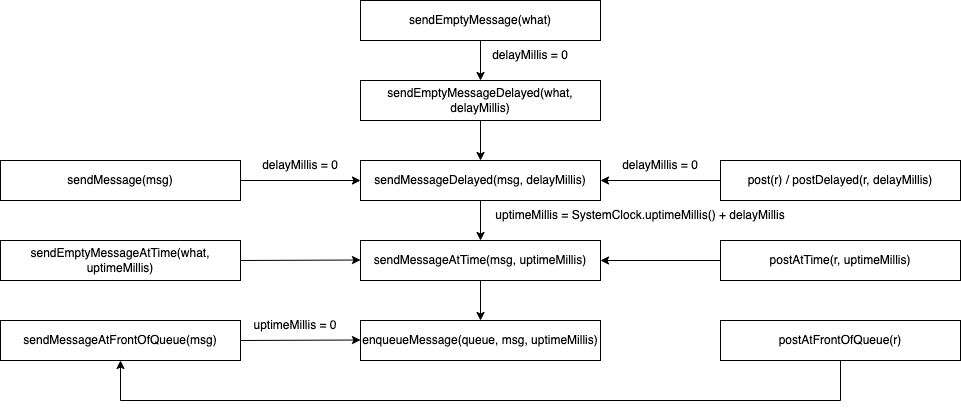 sendEmptyMessage(what)
delayMillis = 0
sendEmptyMessageDelayed(what,
delayMillis)
sendMessage(msg)
delayMillis = 0
sendMessageDelayed(msg, delayMillis)
delayMillis = 0
post(r) / postDelayed(r, delayMillis)
uptimeMillis = SystemClock.uptimeMillis() + delayMillis
sendEmptyMessageAtTime(what,
uptimeMillis)
sendMessageAtTime(msg, uptimeMillis)
postAtTime(r, uptimeMillis)
sendMessageAtFrontOfQueue(msg)
uptimeMillis = 0
enqueueMessage(queue, msg, uptimeMillis)
postAtFrontOfQueue(r)